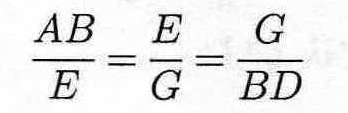 AB/E = E/G = G/BD